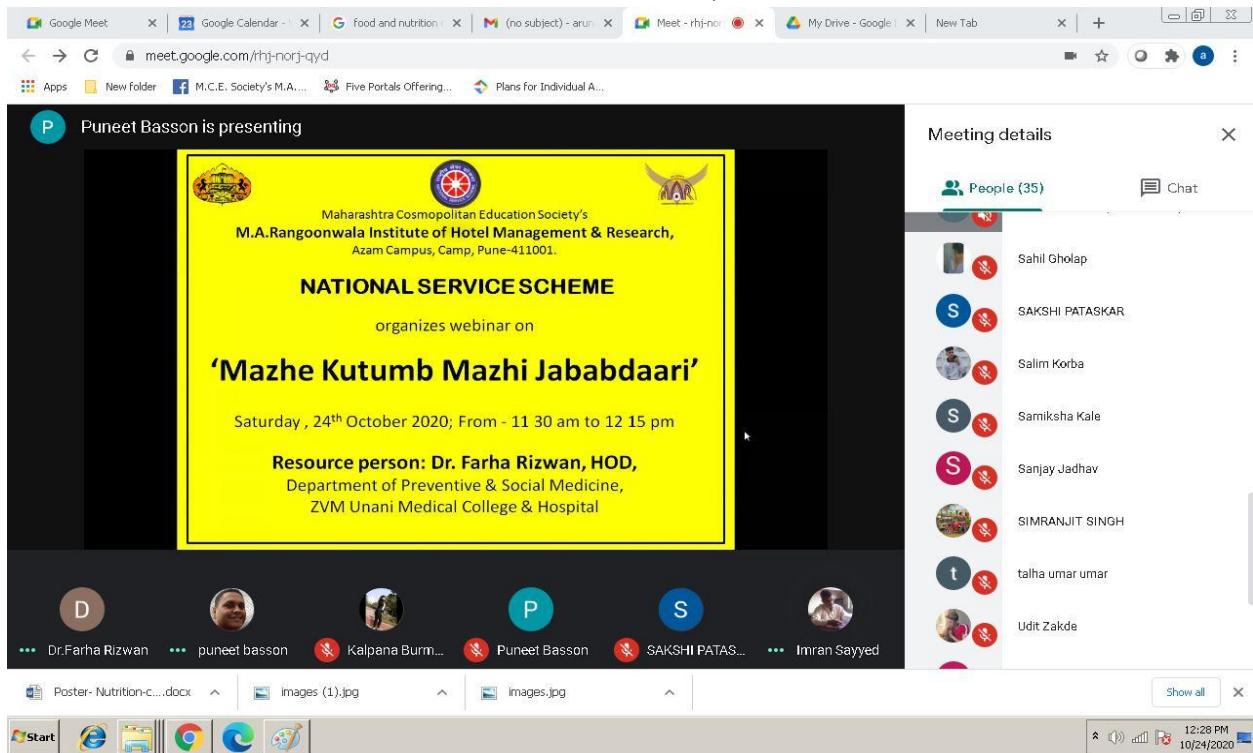 Google Meet
23 Google Calendar -
G food and nutrition
(no subject) - arun
Meet - rhj-nor
My Drive - Google
New Tab
meet.google.com/rhj-norj-qyd
a
Apps
New folder
M.C.E. Society's M.A....
Five Portals Offering...
Plans for Individual A...
P Puneet Basson is presenting
AAR
Maharashtra Cosmopolitan Education Society's
M.A.Rangoonwala Institute of Hotel Management & Research,
Azam Campus, Camp, Pune-411001.
NATIONAL SERVICE SCHEME
organizes webinar on
‘Mazhe Kutumb Mazhi Jababdaari’
Saturday , 24th October 2020; From - 11 30 am to 12 15 pm
Resource person: Dr. Farha Rizwan, HOD,
Department of Preventive & Social Medicine,
ZVM Unani Medical College & Hospital
D
P
S
Dr.Farha Rizwan
puneet basson
Kalpana Burm...
Puneet Basson
SAKSHI PATAS...
Imran Sayyed
Meeting details
People (35)
Chat
Sahil Gholap
S SAKSHI PATASKAR
Salim Korba
S Samiksha Kale
S Sanjay Jadhav
SIMRANJIT SINGH
t talha umar umar
Udit Zakde
Poster- Nutrition-c....docx
images (1).jpg
images.jpg
Show all
Start
12:28 PM
10/24/2020